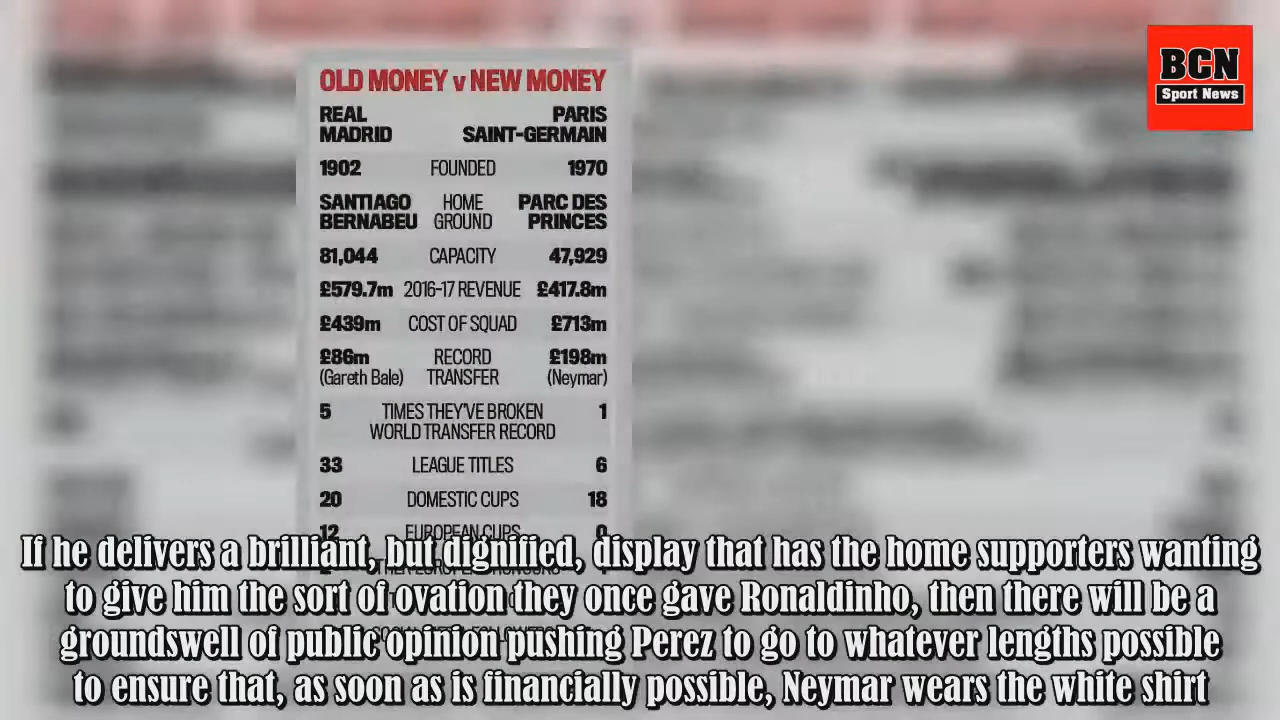 BCN
Sport News
OLD MONEY v NEW MONEY
REAL MADRID PARIS SAINT-GERMAIN
1902 FOUNDED 1970
SANTIAGO BERNABEU HOME GROUND PARC DES PRINCES
81,044 CAPACITY 47,929
£579.7m 2016-17 REVENUE £417.8m
£439m COST OF SQUAD £713m
£86m (Gareth Bale) RECORD TRANSFER £198m (Neymar)
5 TIMES THEY'VE BROKEN WORLD TRANSFER RECORD 1
33 LEAGUE TITLES 6
20 DOMESTIC CUPS 18
12 EUROPEAN CUPS 0
If he delivers a brilliant, but dignified, display that has the home supporters wanting
to give him the sort of ovation they once gave Ronaldinho, then there will be a
groundswell of public opinion pushing Perez to go to whatever lengths possible
to ensure that, as soon as is financially possible, Neymar wears the white shirt